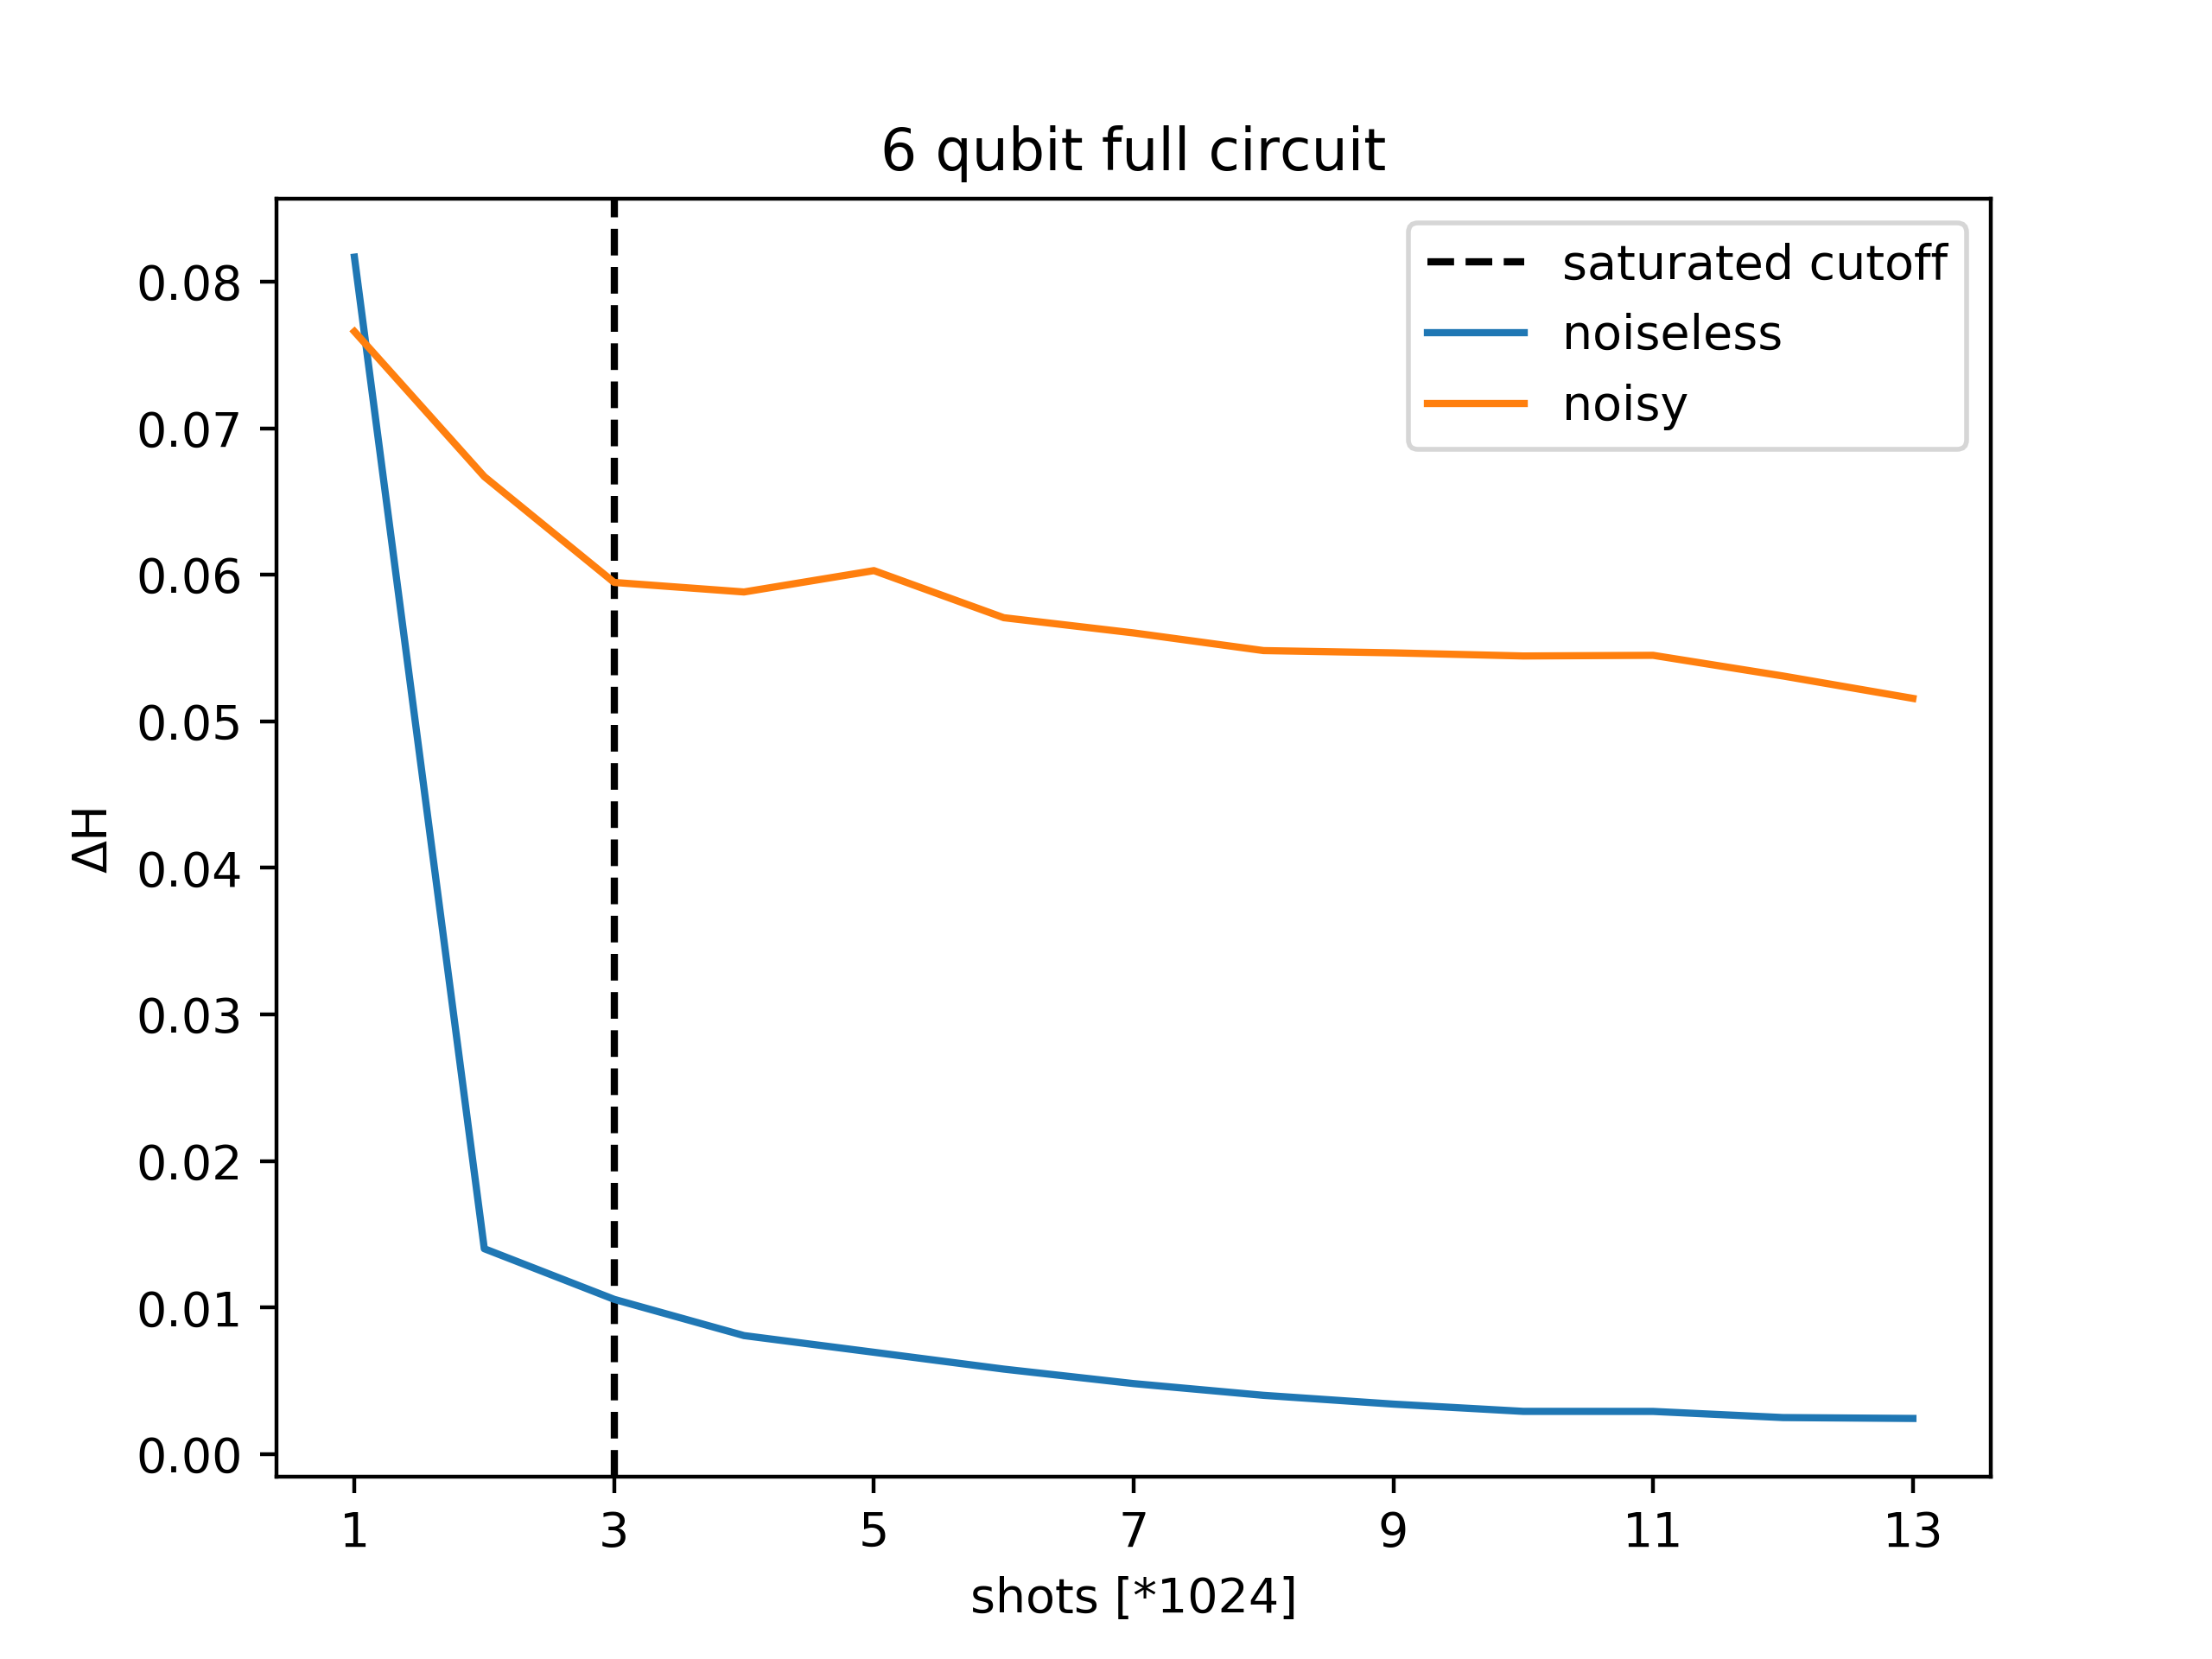 6 qubit full circuit
saturated cutoff
noiseless
noisy
0.08
0.07
0.06
0.05
0.04
0.03
0.02
0.01
0.00
ΔH
1 3 5 7 9 11 13
shots [*1024]